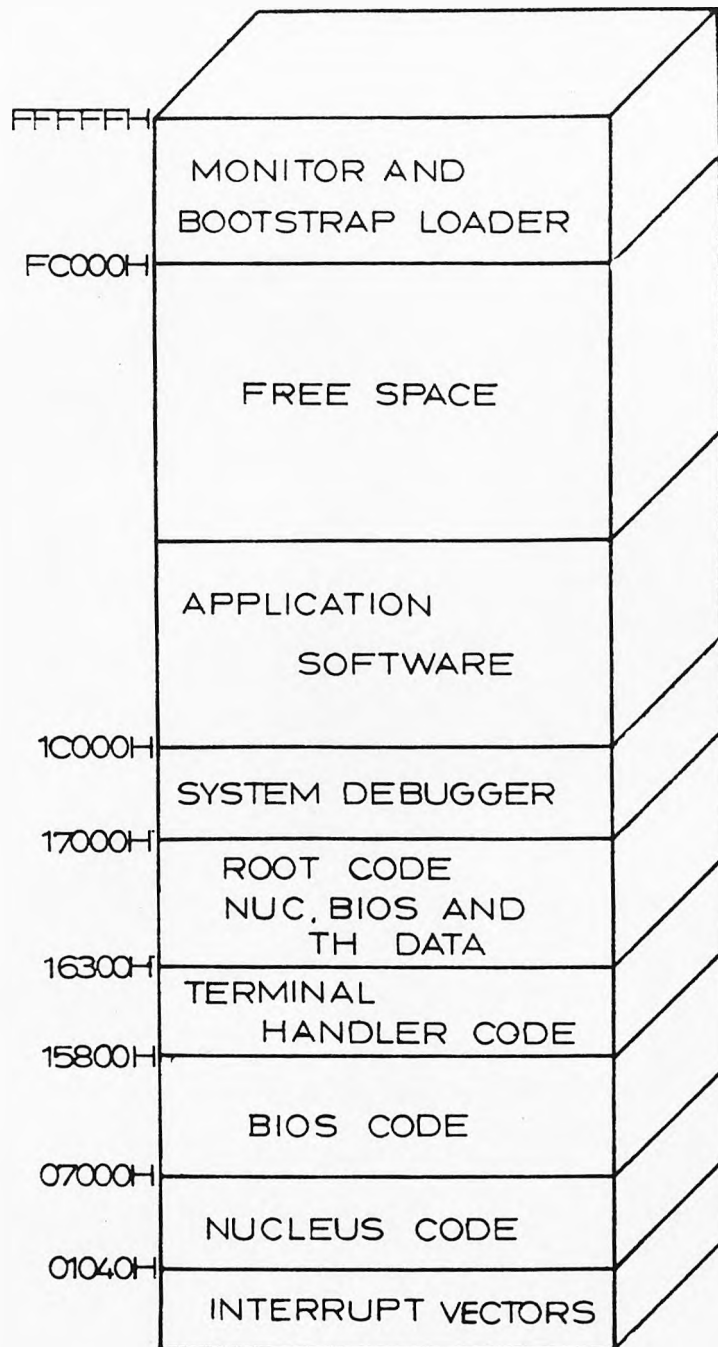 FFFFFH
MONITOR AND
BOOTSTRAP LOADER
FC000H
FREE SPACE
APPLICATION
SOFTWARE
1C000H
SYSTEM DEBUGGER
17000H
ROOT CODE
NUC, BIOS AND
TH DATA
16300H
TERMINAL
HANDLER CODE
15800H
BIOS CODE
07000H
NUCLEUS CODE
01040H
INTERRUPT VECTORS